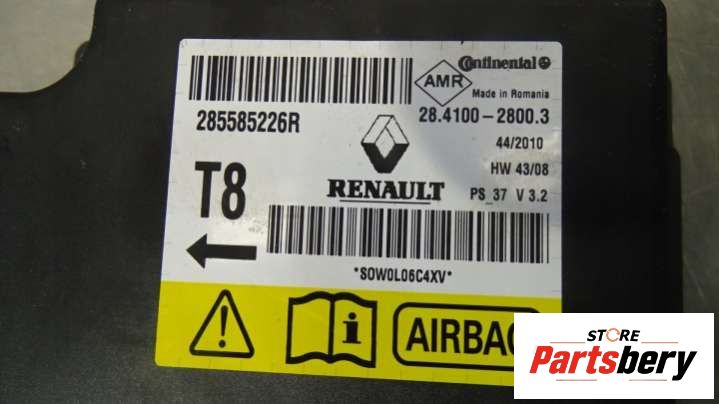 Continental
AMR
Made in Romania
285585226R
28.4100-2800.3
44/2010
HW 43/08
T8
RENAULT
PS_37 V 3.2
*SOW0L06C4XV*
i
AIRBAG
STORE
Partsbery